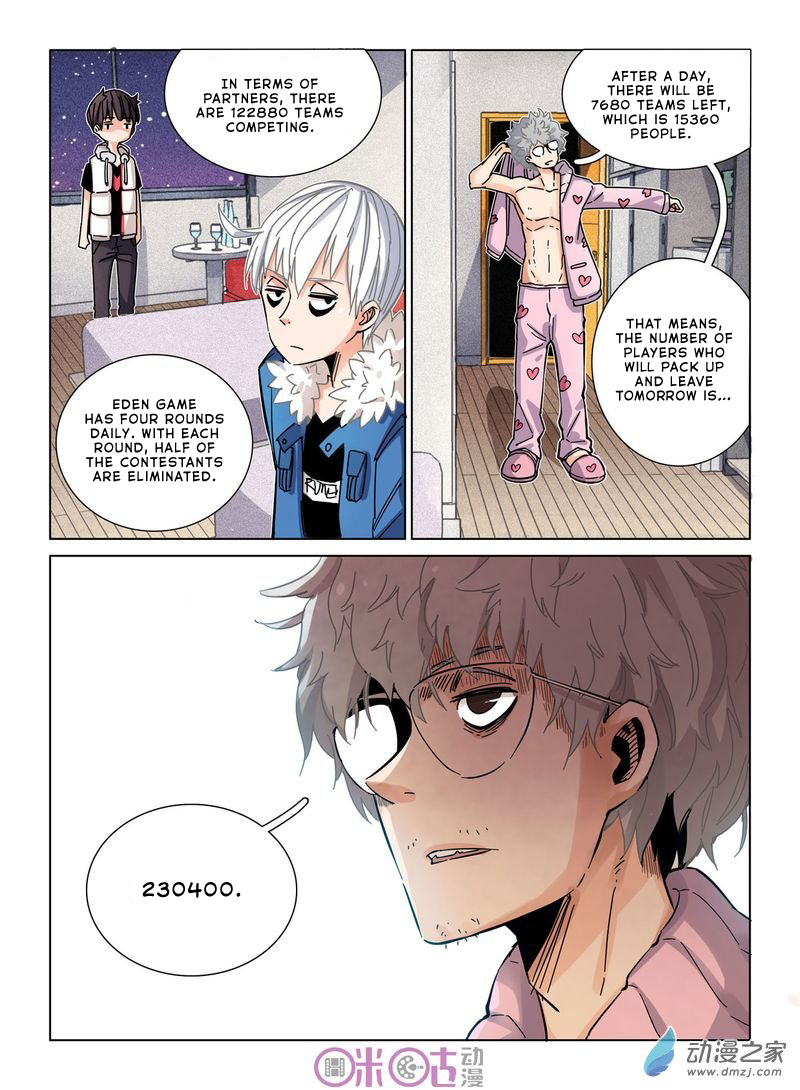 IN TERMS OF
PARTNERS, THERE
ARE 122880 TEAMS
COMPETING.
EDEN GAME
HAS FOUR ROUNDS
DAILY. WITH EACH
ROUND, HALF OF
THE CONTESTANTS
ARE ELIMINATED.
AFTER A DAY,
THERE WILL BE
7680 TEAMS LEFT,
WHICH IS 15360
PEOPLE.
THAT MEANS,
THE NUMBER OF
PLAYERS WHO
WILL PACK UP
AND LEAVE
TOMORROW IS...
230400.
咪咕动漫
动漫之家
www.dmzj.com